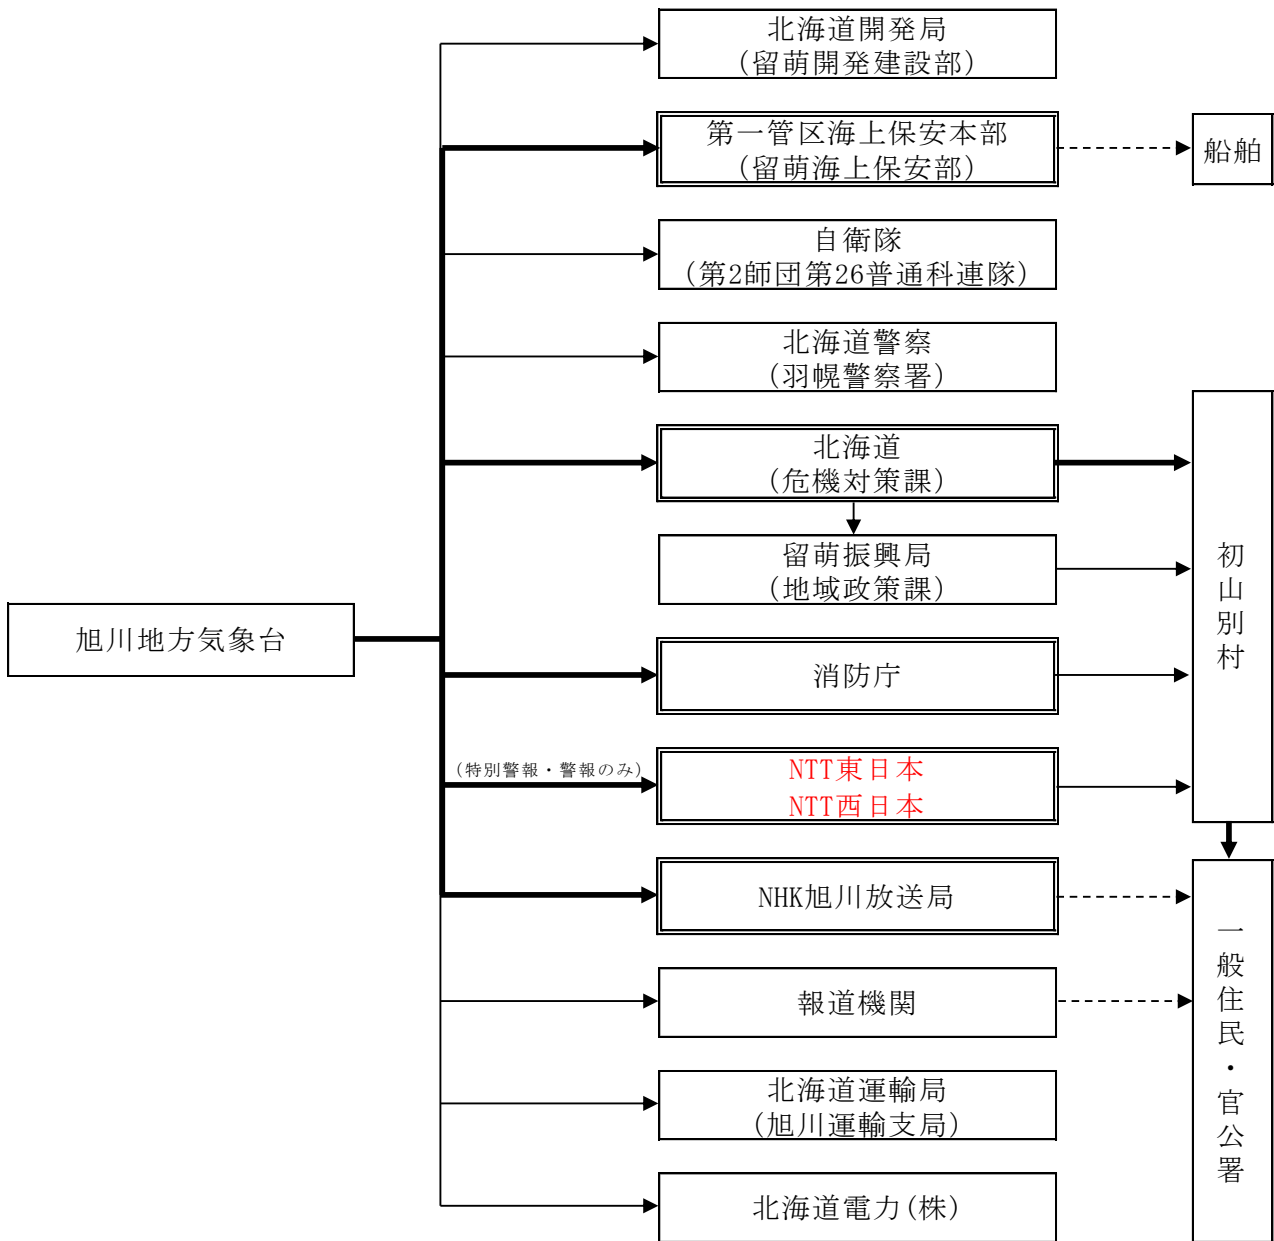 北海道開発局
(留萌開発建設部)
第一管区海上保安本部
(留萌海上保安部)
船舶
自衛隊
(第2師団第26普通科連隊)
北海道警察
(羽幌警察署)
北海道
(危機対策課)
留萌振興局
(地域政策課)
初山別村
旭川地方気象台
消防庁
(特別警報・警報のみ)
NTT東日本
NTT西日本
NHK旭川放送局
一般住民・官公署
報道機関
北海道運輸局
(旭川運輸支局)
北海道電力(株)